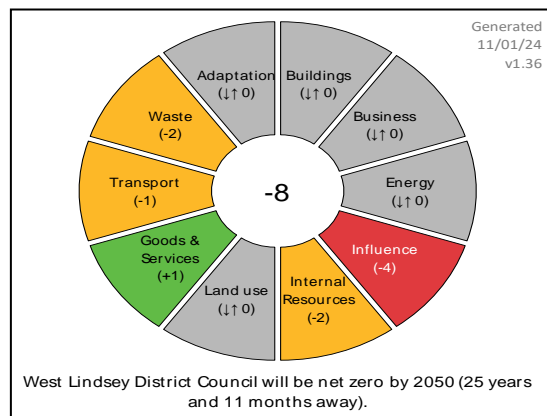 Generated
11/01/24
v1.36
Adaptation
(↓↑ 0)
Buildings
(↓↑ 0)
Business
(↓↑ 0)
Energy
(↓↑ 0)
Influence
(-4)
Internal
Resources
(-2)
Land use
(↓↑ 0)
Goods &
Services
(+1)
Transport
(-1)
Waste
(-2)
-8
West Lindsey District Council will be net zero by 2050 (25 years
and 11 months away).